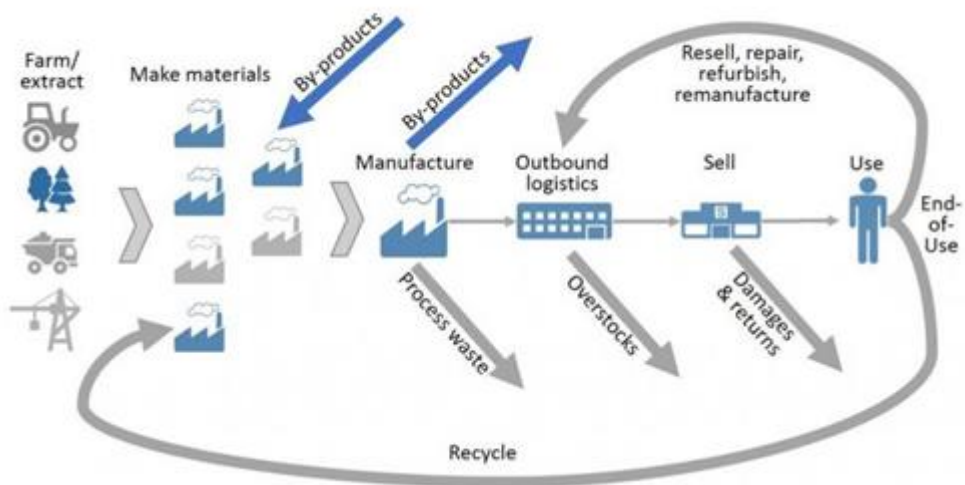 Farm/
extract
Make materials
By-products
By-products
Resell, repair,
refurbish,
remanufacture
Manufacture
Outbound
logistics
Sell
Use
End-
of-
Use
S
Process waste
Overstocks
Damages
& returns
Recycle